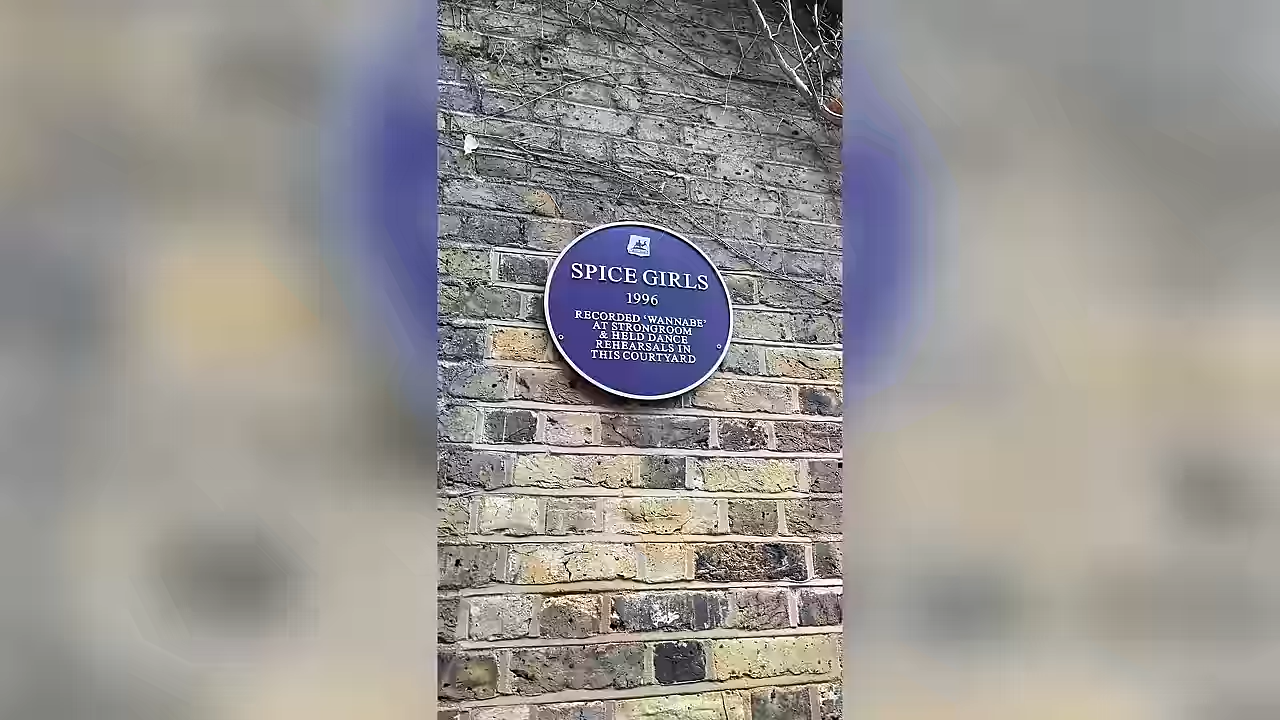 SPICE GIRLS
1996
RECORDED 'WANNABE'
AT STRONGROOM
& HELD DANCE
REHEARSALS IN
THIS COURTYARD